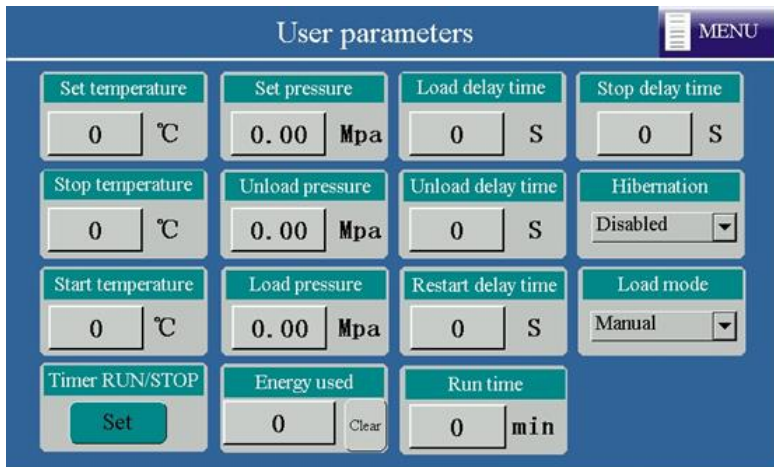 User parameters
MENU
Set temperature
Set pressure
Load delay time
Stop delay time
0 ℃
0.00 Mpa
0 S
0 S
Stop temperature
Unload pressure
Unload delay time
Hibernation
0 ℃
0.00 Mpa
0 S
Disabled
Start temperature
Load pressure
Restart delay time
Load mode
0 ℃
0.00 Mpa
0 S
Manual
Timer RUN/STOP
Energy used
Run time
Set
0 Clear
0 min